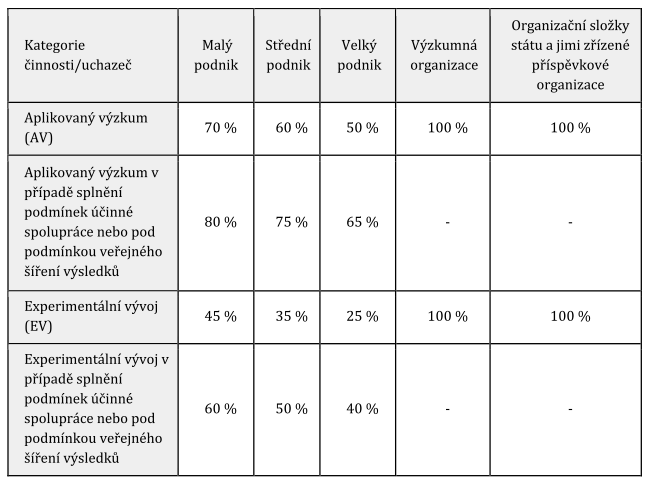 Kategorie
činnosti/uchazeč
Malý
podnik
Střední
podnik
Velký
podnik
Výzkumná
organizace
Organizační složky
státu a jimi zřízené
příspěvkové
organizace
Aplikovaný výzkum
(AV)
70 %
60 %
50 %
100 %
100 %
Aplikovaný výzkum v
případě splnění
podmínek účinné
spolupráce nebo pod
podmínkou veřejného
šíření výsledků
80 %
75 %
65 %
-
-
Experimentální vývoj
(EV)
45 %
35 %
25 %
100 %
100 %
Experimentální vývoj v
případě splnění
podmínek účinné
spolupráce nebo pod
podmínkou veřejného
šíření výsledků
60 %
50 %
40 %
-
-